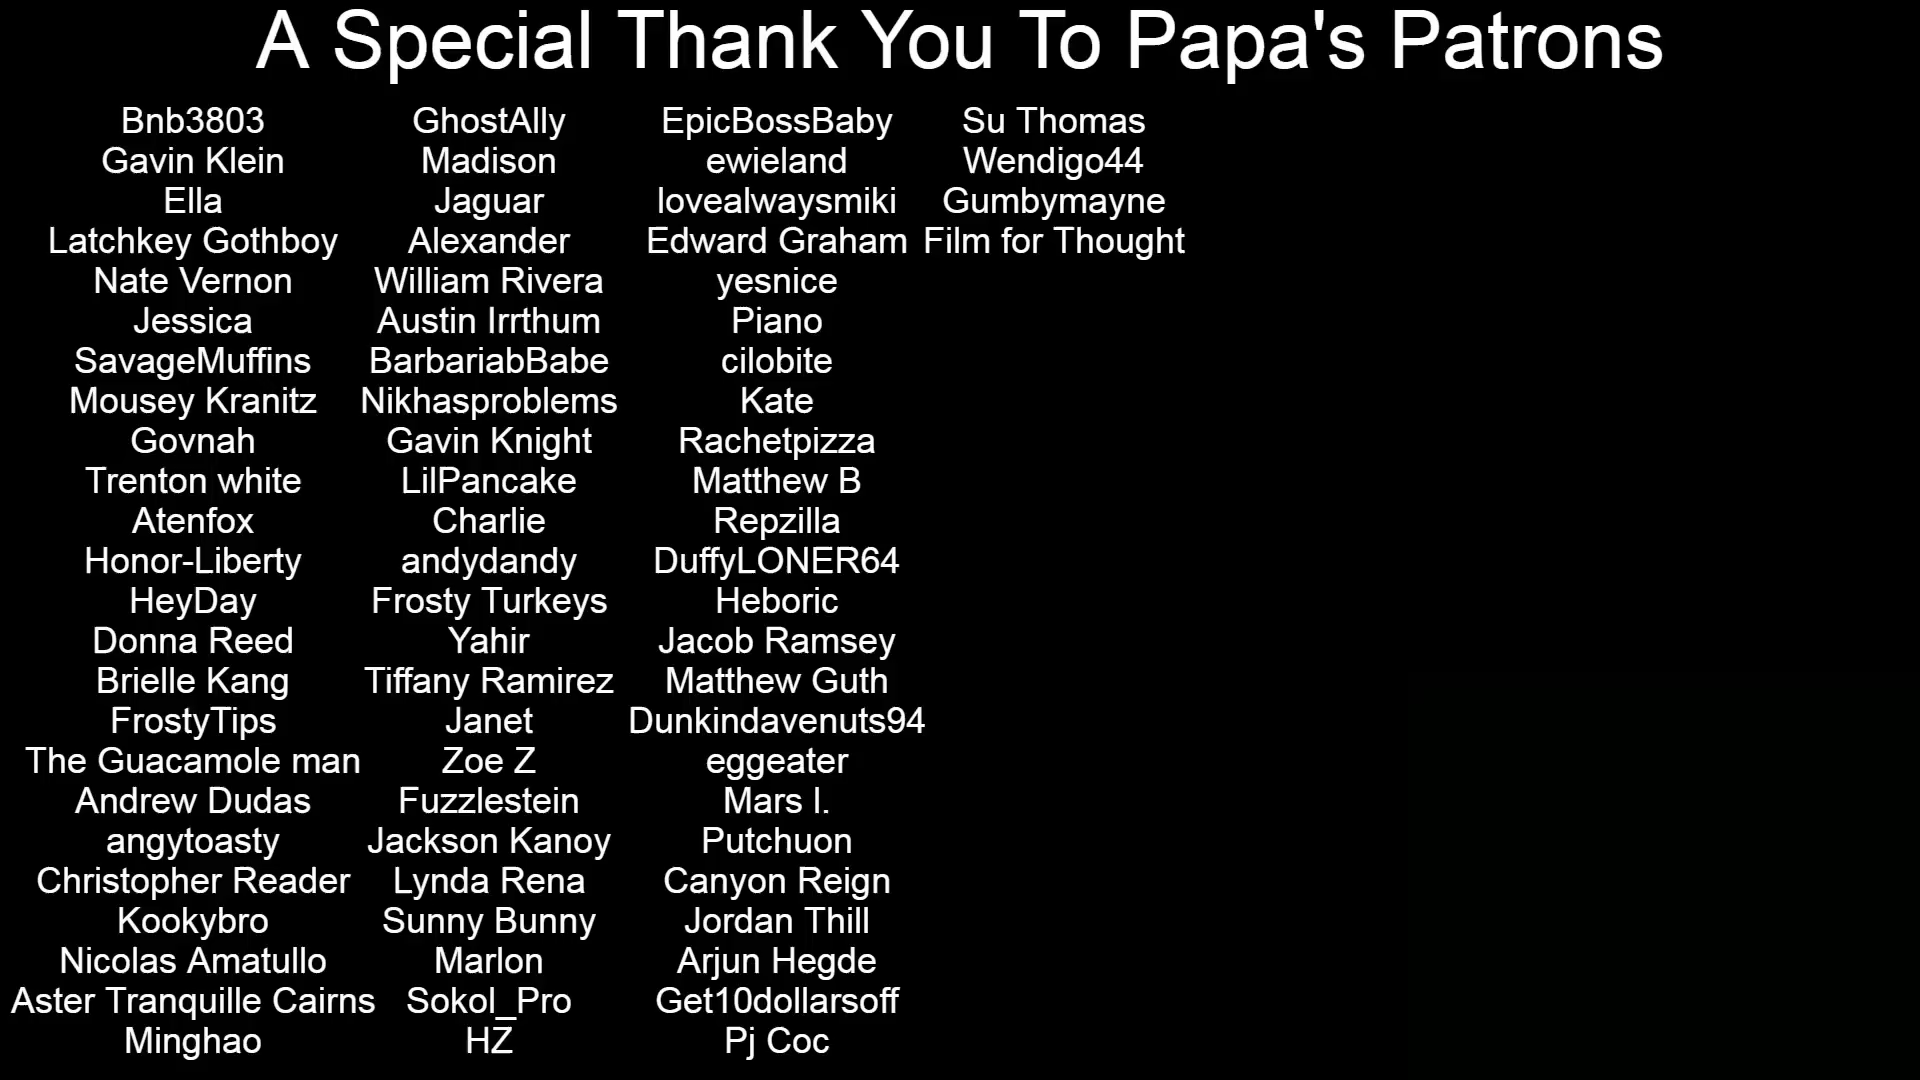 A Special Thank You To Papa's Patrons
Bnb3803
Gavin Klein
Ella
Latchkey Gothboy
Nate Vernon
Jessica
SavageMuffins
Mousey Kranitz
Govnah
Trenton white
Atenfox
Honor-Liberty
HeyDay
Donna Reed
Brielle Kang
FrostyTips
The Guacamole man
Andrew Dudas
angytoasty
Christopher Reader
Kookybro
Nicolas Amatullo
Aster Tranquille Cairns
Minghao
GhostAlly
Madison
Jaguar
Alexander
William Rivera
Austin Irrthum
BarbariabBabe
Nikhasproblems
Gavin Knight
LilPancake
Charlie
andydandy
Frosty Turkeys
Yahir
Tiffany Ramirez
Janet
Zoe Z
Fuzzlestein
Jackson Kanoy
Lynda Rena
Sunny Bunny
Marlon
Sokol_Pro
HZ
EpicBossBaby
ewieland
lovealwaysmiki
Edward Graham
yesnice
Piano
cilobite
Kate
Rachetpizza
Matthew B
Repzilla
DuffyLONER64
Heboric
Jacob Ramsey
Matthew Guth
Dunkindavenuts94
eggeater
Mars l.
Putchuon
Canyon Reign
Jordan Thill
Arjun Hegde
Get10dollarsoff
Pj Coc
Su Thomas
Wendigo44
Gumbymayne
Film for Thought